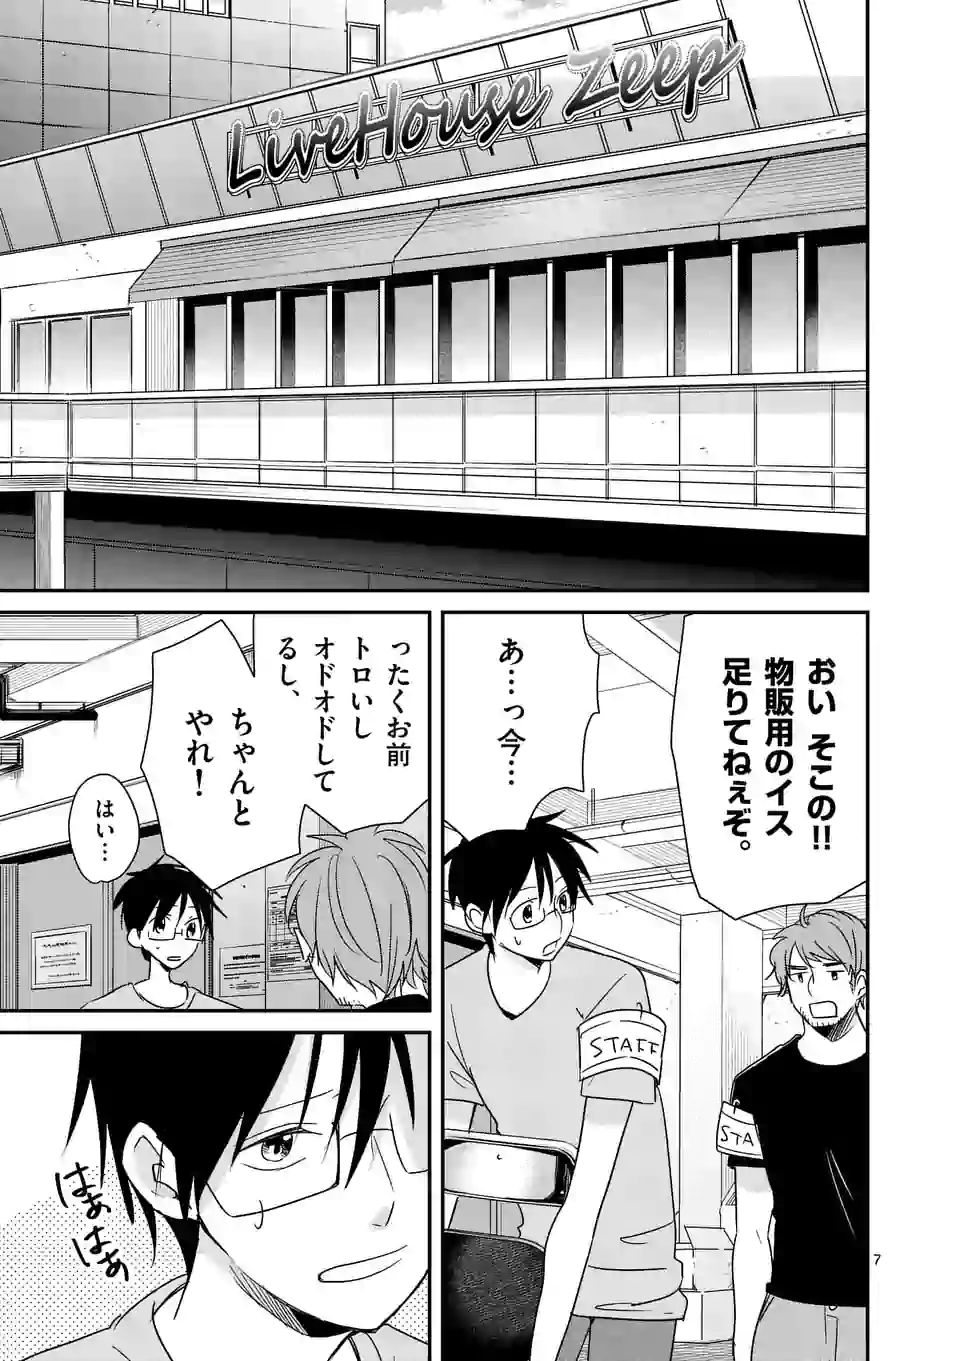 LiveHouse Zeep
おい そこの!!
物販用のイス
足りてねぇぞ。
あ…っ今…
STAFF
STA
ったくお前
トロいし
オドオドして
るし、
ちゃんと
やれ!
はい…
はぁはぁ
7